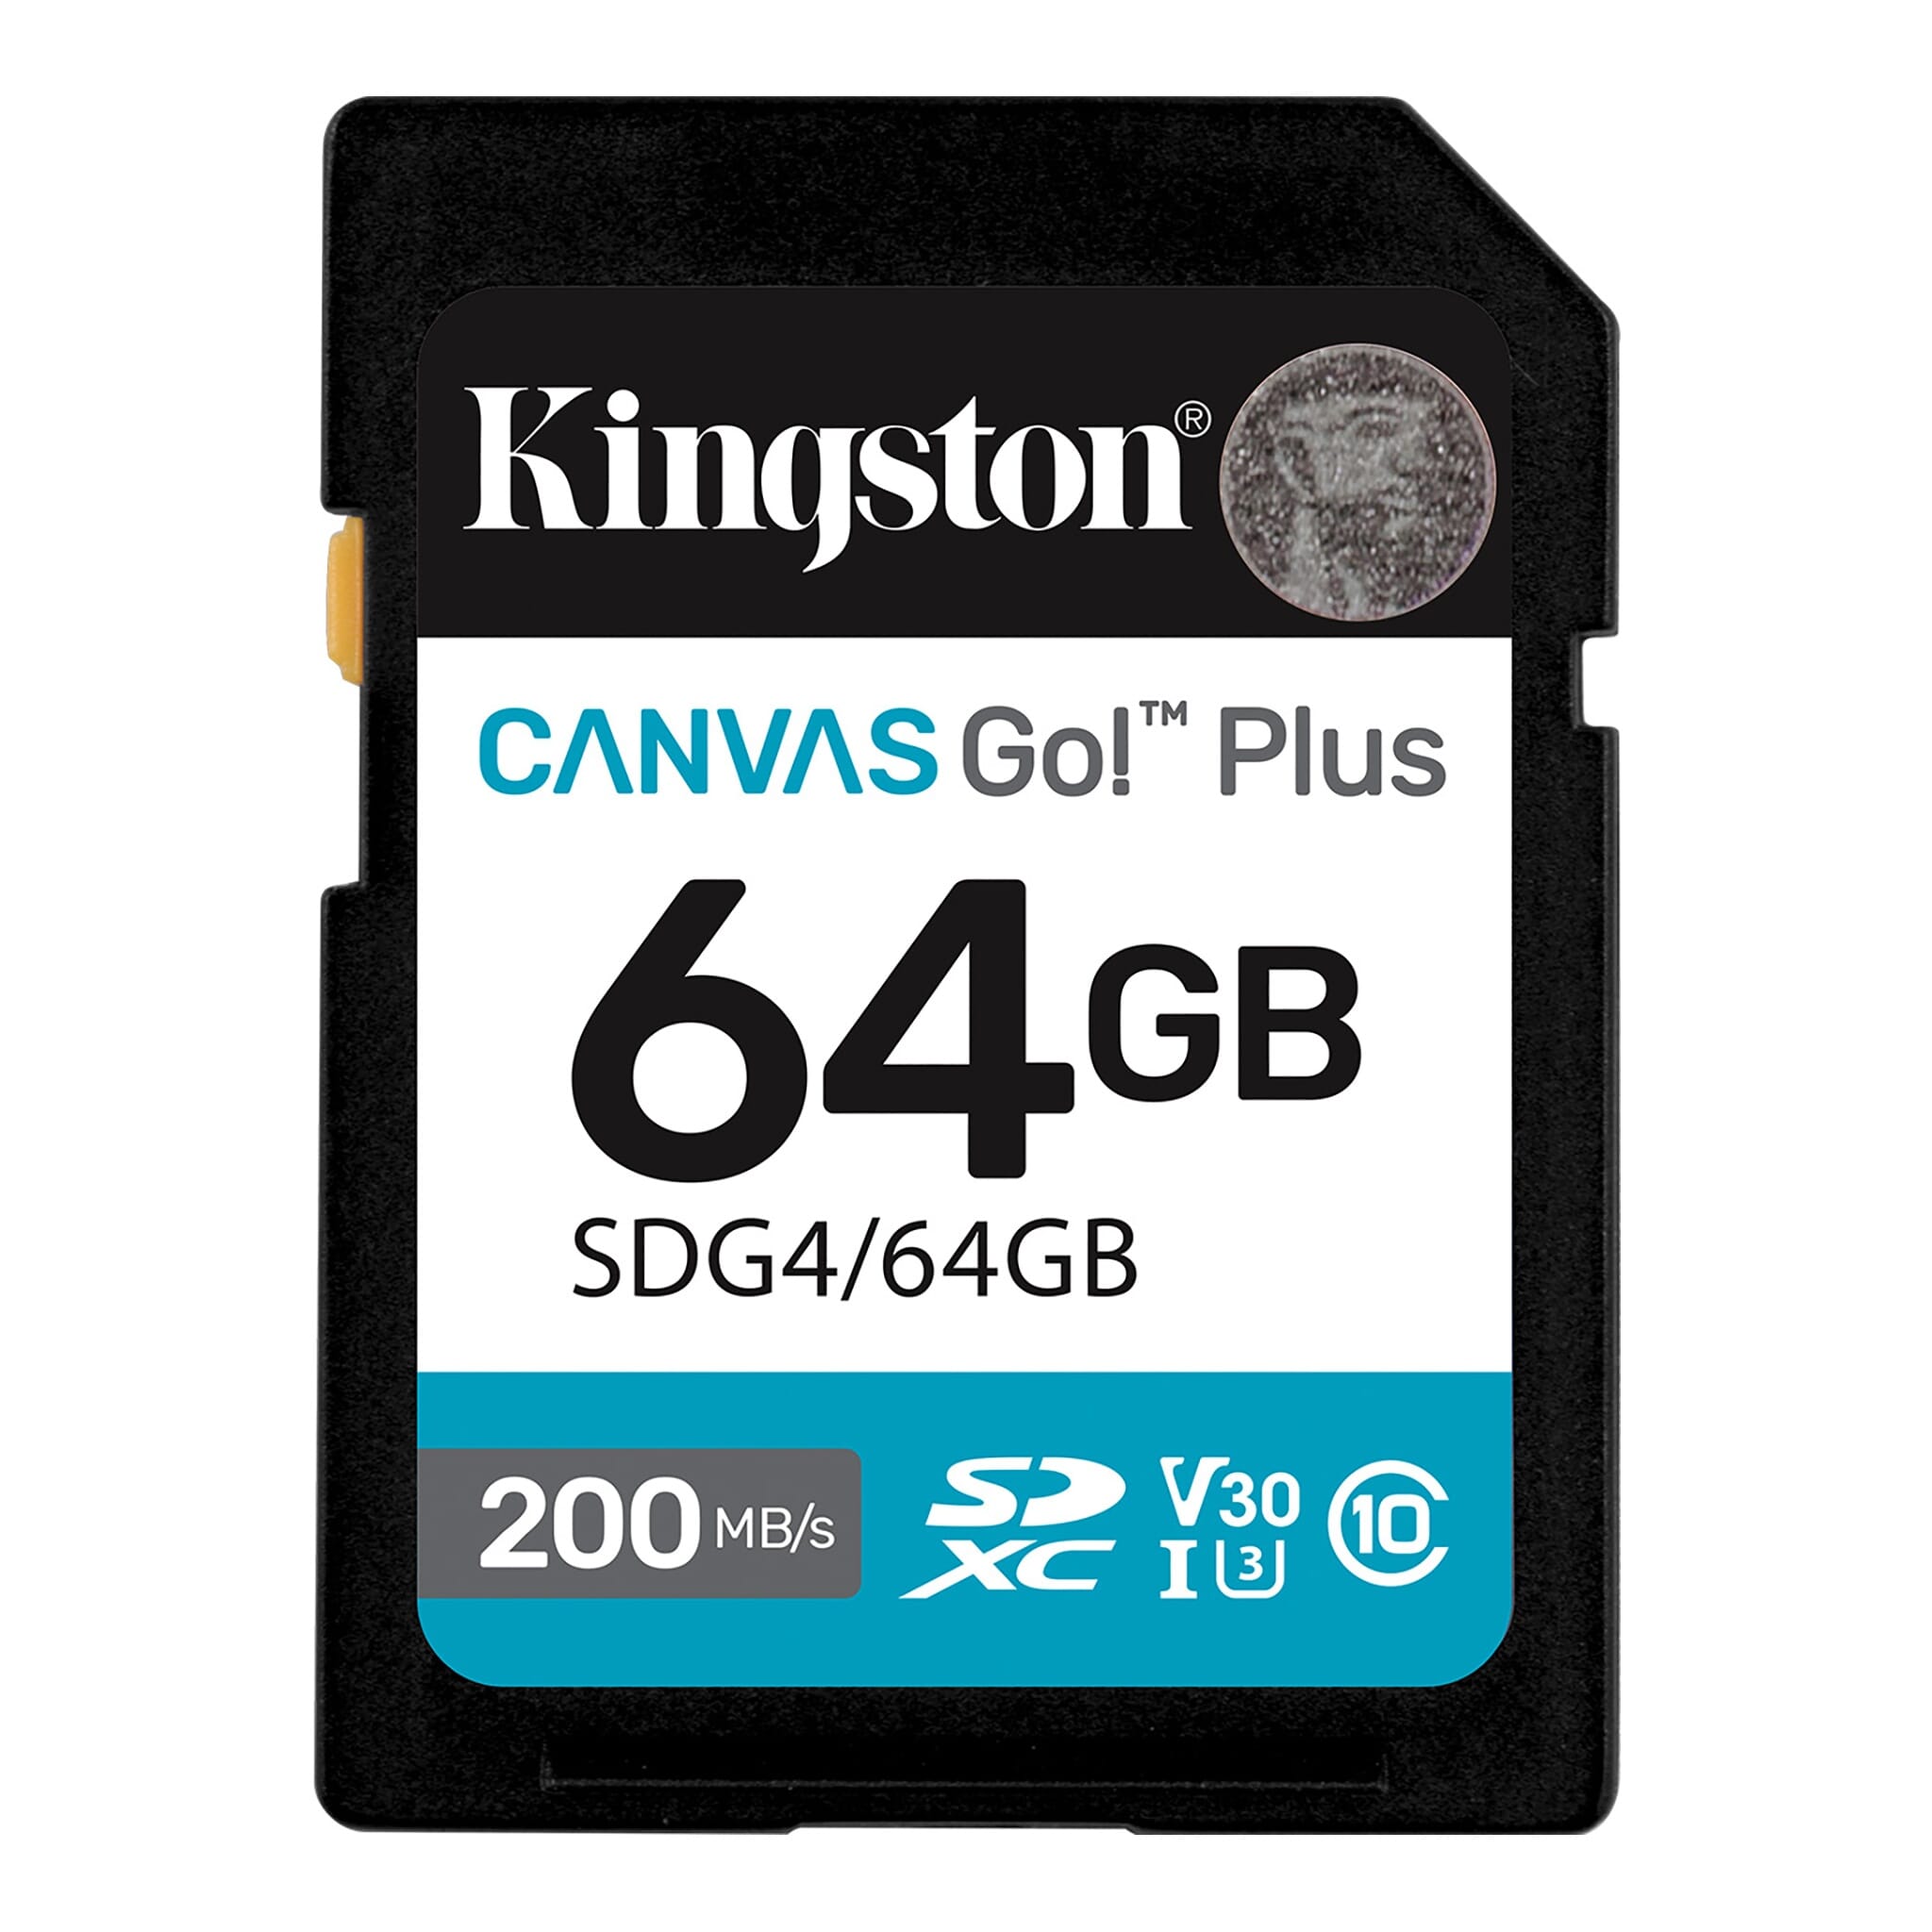 Kingston®
CANVAS Go!™ Plus
64GB
SDG4/64GB
200 MB/s
SD XC V30 I U3 10